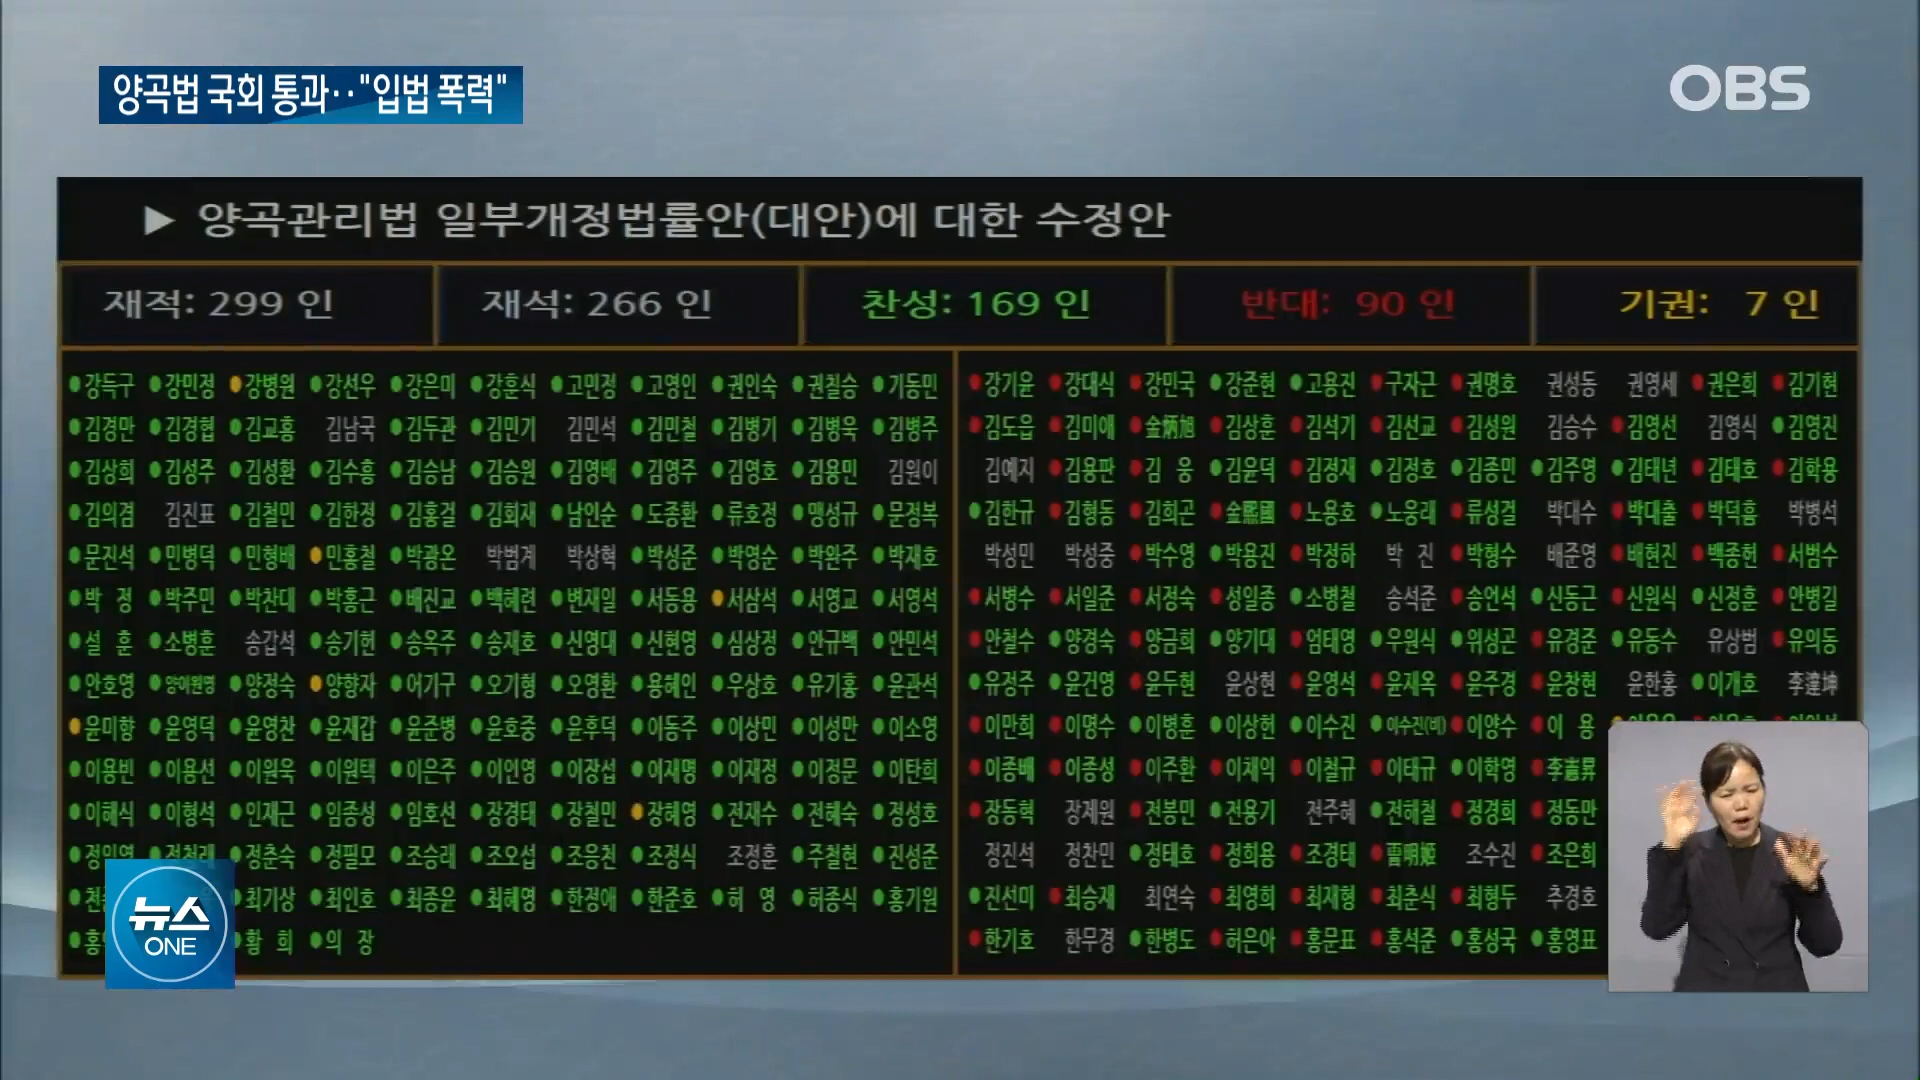 양곡법 국회 통과‥"입법 폭력"
OBS
▶ 양곡관리법 일부개정법률안(대안)에 대한 수정안
재적: 299 인 재석: 266 인 찬성: 169 인 반대: 90 인 기권: 7 인
강득구 강민정 강병원 강선우 강은미 강훈식 고민정 고영인 권인숙 권칠승 기동민
김경만 김경협 김교흥 김남국 김두관 김민기 김민석 김민철 김병기 김병욱 김병주
김상희 김성주 김성환 김수흥 김승남 김승원 김영배 김영주 김영호 김용민 김원이
김의겸 김진표 김철민 김한정 김홍걸 김회재 남인순 도종환 류호정 맹성규 문정복
문진석 민병덕 민형배 민홍철 박광온 박범계 박상혁 박성준 박영순 박완주 박재호
박 정 박주민 박찬대 박홍근 배진교 백혜련 변재일 서동용 서삼석 서영교 서영석
설 훈 소병훈 송갑석 송기헌 송옥주 송재호 신영대 신현영 심상정 안규백 안민석
안호영 양이원영 양정숙 양향자 어기구 오기형 오영환 용혜인 우상호 유기홍 윤관석
윤미향 윤영덕 윤영찬 윤재갑 윤준병 윤호중 윤후덕 이동주 이상민 이성만 이소영
이용빈 이용선 이원욱 이원택 이은주 이인영 이장섭 이재명 이재정 이정문 이탄희
이해식 이형석 인재근 임종성 임호선 장경태 장철민 장혜영 전재수 전혜숙 정성호
정춘숙 정필모 조승래 조오섭 조응천 조정식 조정훈 주철현 진성준
최기상 최인호 최종윤 최혜영 한정애 한준호 허 영 허종식 홍기원
황 희 의 장
강기윤 강대식 강민국 강준현 고용진 구자근 권명호 권성동 권영세 권은희 김기현
김도읍 김미애 金炳旭 김상훈 김석기 김선교 김성원 김승수 김영선 김영식 김영진
김예지 김용판 김 웅 김윤덕 김정재 김정호 김종민 김주영 김태년 김태호 김학용
김한규 김형동 김희곤 金熙國 노용호 노웅래 류성걸 박대수 박대출 박덕흠 박병석
박성민 박성중 박수영 박용진 박정하 박 진 박형수 배준영 배현진 백종헌 서범수
서병수 서일준 서정숙 성일종 소병철 송석준 송언석 신동근 신원식 신정훈 안병길
안철수 양경숙 양금희 양기대 엄태영 우원식 위성곤 유경준 유동수 유상범 유의동
유정주 윤건영 윤두현 윤상현 윤영석 윤재옥 윤주경 윤창현 윤한홍 이개호 李達坤
이만희 이명수 이병훈 이상헌 이수진 이수진(비) 이양수 이 용
이종배 이종성 이주환 이채익 이철규 이태규 이학영 李憲昇
장동혁 장제원 전봉민 전용기 전주혜 전해철 정경희 정동만
정진석 정찬민 정태호 정희용 조경태 曺明姬 조수진 조은희
진선미 최승재 최연숙 최영희 최재형 최춘식 최형두 추경호
한기호 한무경 한병도 허은아 홍문표 홍석준 홍성국 홍영표
뉴스
ONE